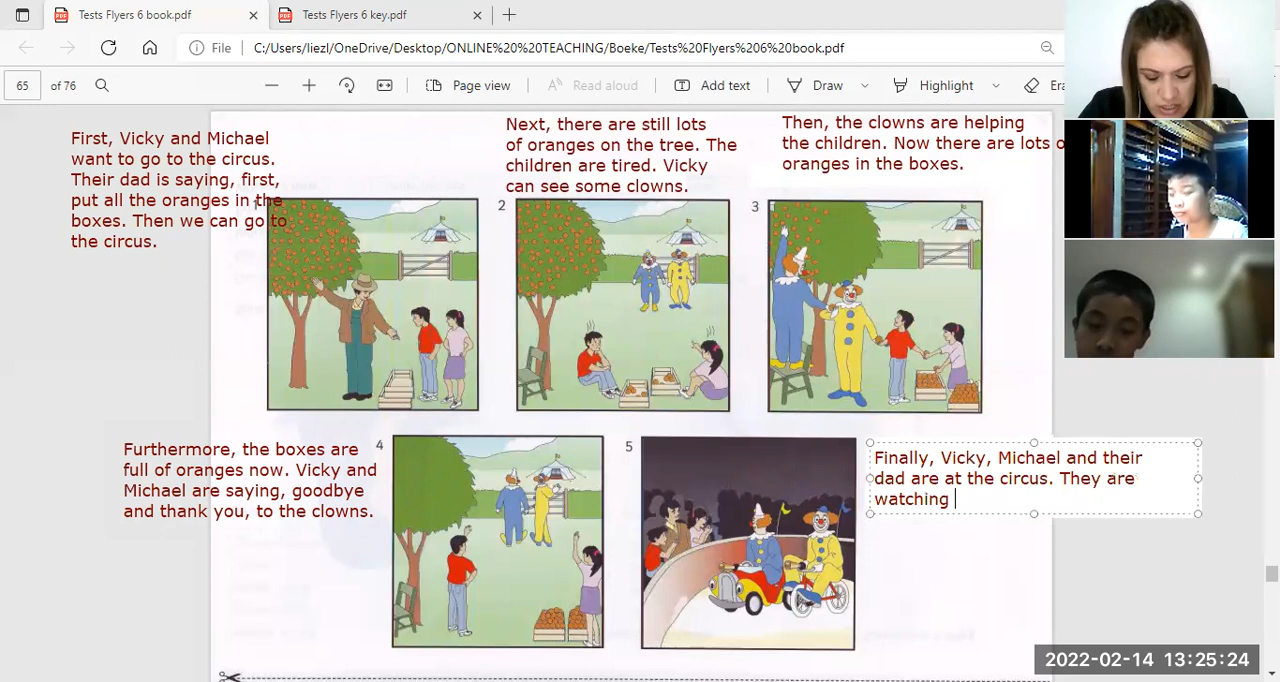 Tests Flyers 6 book.pdf
Tests Flyers 6 key.pdf
File
C:/Users/liezl/OneDrive/Desktop/ONLINE%20%20TEACHING/Boeke/Tests%20Flyers%206%20book.pdf
65 of 76
Page view
Read aloud
Add text
Draw
Highlight
First, Vicky and Michael
want to go to the circus.
Their dad is saying, first,
put all the oranges in the
boxes. Then we can go to
the circus.
1
Next, there are still lots
of oranges on the tree. The
children are tired. Vicky
can see some clowns.
2
Then, the clowns are helping
the children. Now there are lots o
oranges in the boxes.
3
Furthermore, the boxes are
full of oranges now. Vicky and
Michael are saying, goodbye
and thank you, to the clowns.
4
5
Finally, Vicky, Michael and their
dad are at the circus. They are
watching
2022-02-14 13:25:24